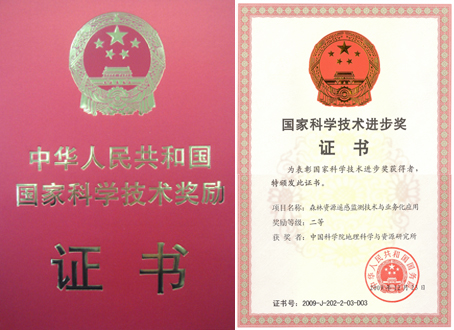 中华人民共和国
国家科学技术奖励
证书
国家科学技术进步奖
证书
为表彰国家科学技术进步奖获得者，
特颁发此证书。
项目名称：森林资源遥感监测技术与业务化应用
奖励等级：二等
获奖者：中国科学院地理科学与资源研究所
证书号：2009-J-202-2-03-003